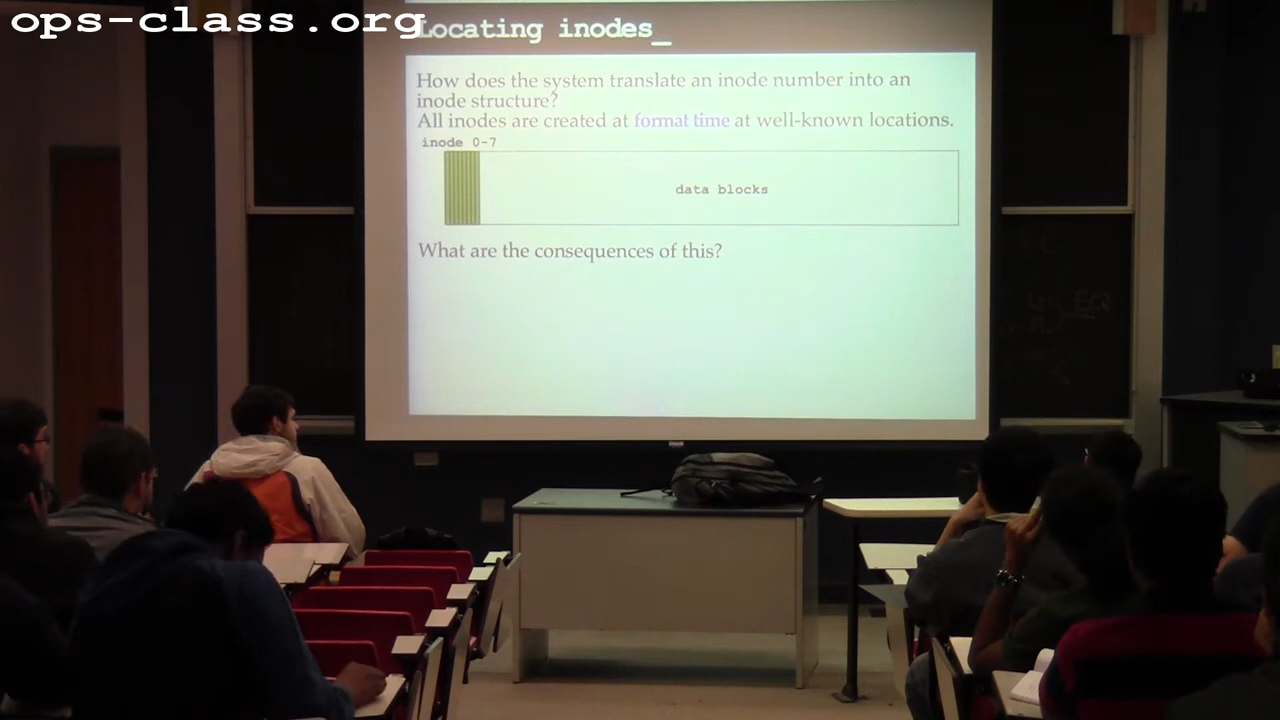 ops-class.org
Locating inodes_
How does the system translate an inode number into an
inode structure?
All inodes are created at format time at well-known locations.
inode 0-7
data blocks
What are the consequences of this?
EQ